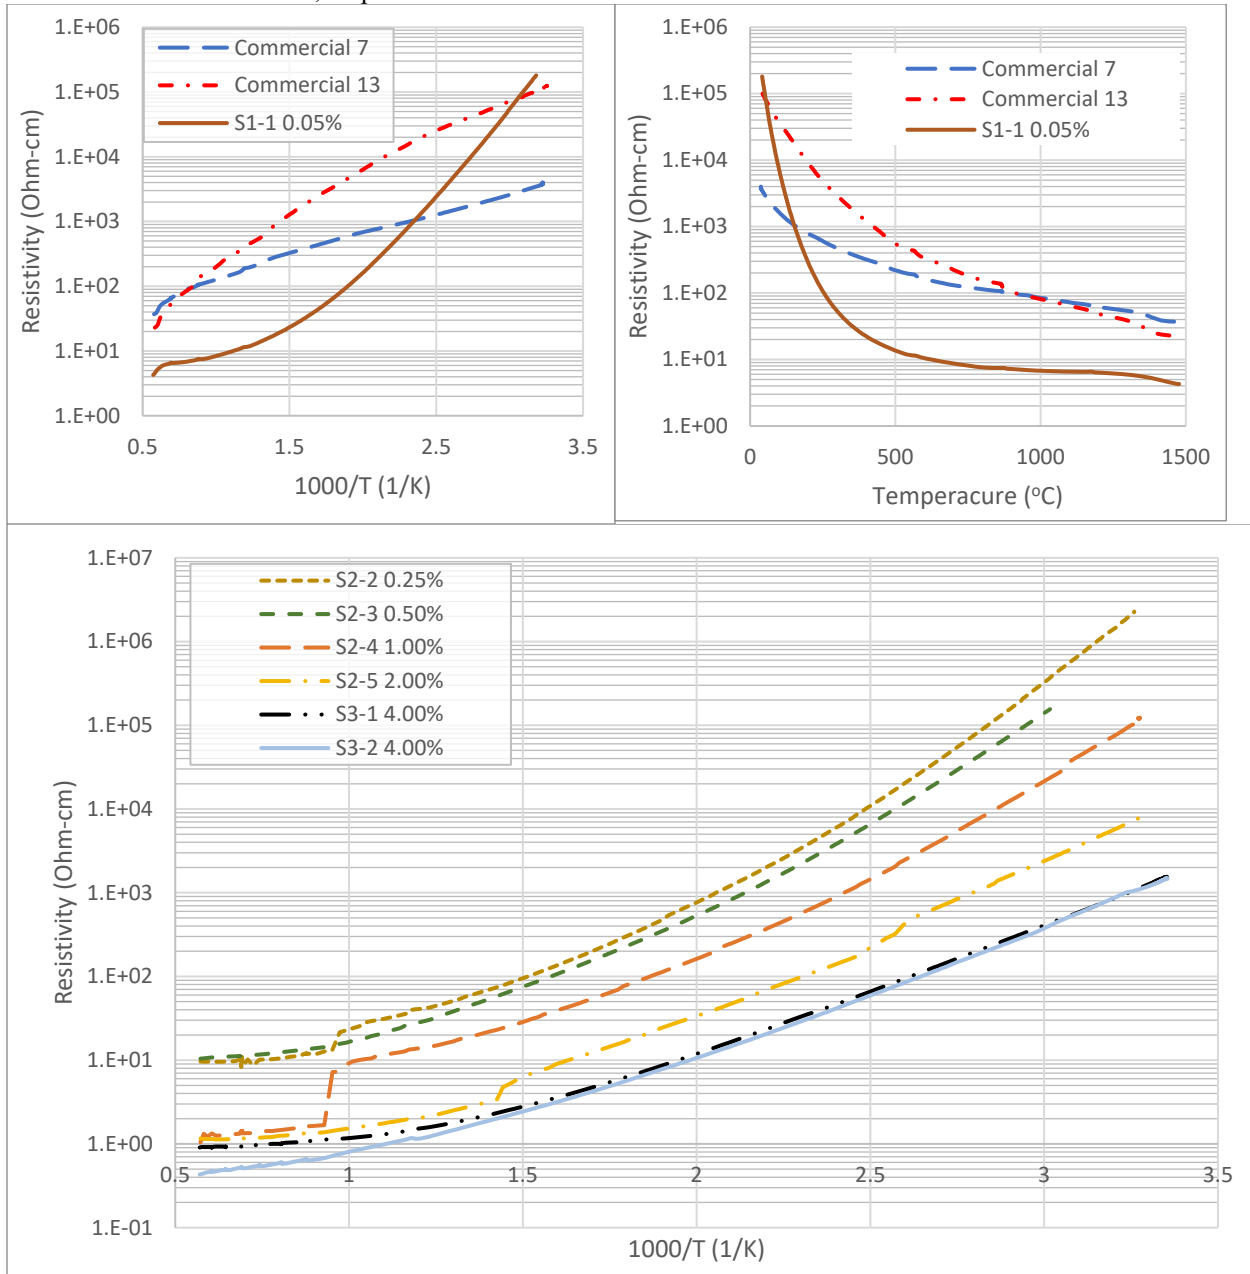 1.E+06
1.E+05
1.E+04
1.E+03
1.E+02
1.E+01
1.E+00
Resistivity (Ohm-cm)
Commercial 7
Commercial 13
S1-1 0.05%
0.5 1.5 2.5 3.5
1000/T (1/K)
1.E+06
1.E+05
1.E+04
1.E+03
1.E+02
1.E+01
1.E+00
Resistivity (Ohm-cm)
Commercial 7
Commercial 13
S1-1 0.05%
0 500 1000 1500
Temperacure (°C)
1.E+07
1.E+06
1.E+05
1.E+04
1.E+03
1.E+02
1.E+01
1.E+00
1.E-01
Resistivity (Ohm-cm)
S2-2 0.25%
S2-3 0.50%
S2-4 1.00%
S2-5 2.00%
S3-1 4.00%
S3-2 4.00%
0.5 1 1.5 2 2.5 3 3.5
1000/T (1/K)